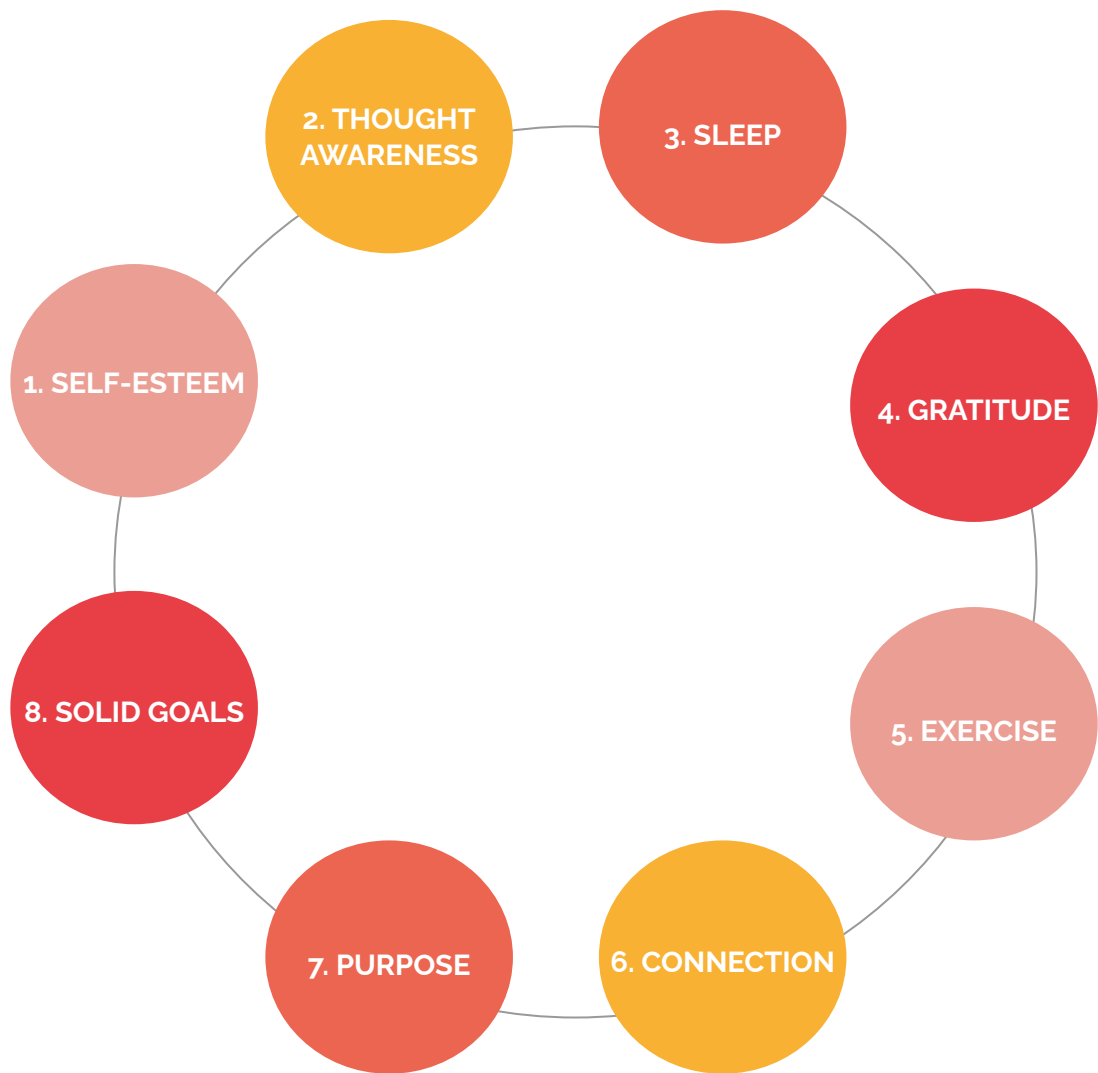 1. SELF-ESTEEM
2. THOUGHT
AWARENESS
3. SLEEP
4. GRATITUDE
5. EXERCISE
6. CONNECTION
7. PURPOSE
8. SOLID GOALS